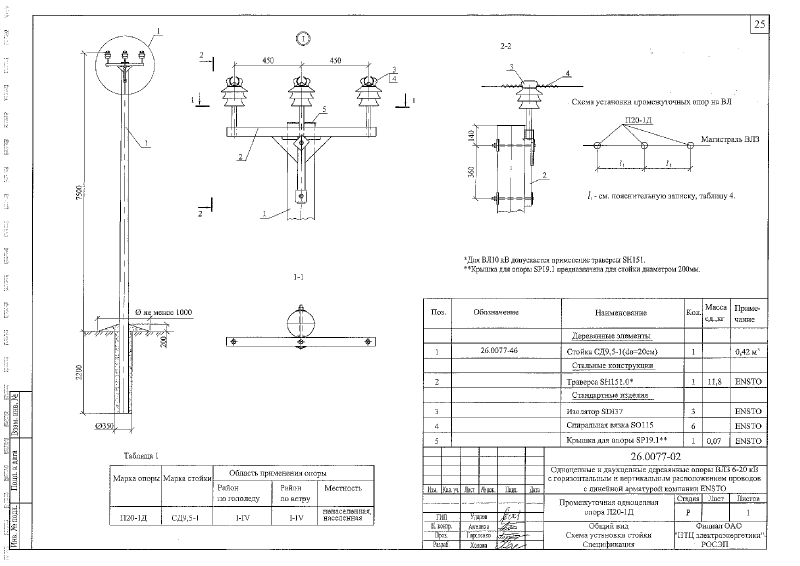 25
1
7500
2200
200
Ø не менее 1000
Ø350
I
2
2
450
450
3
4
1
1
5
2
1
1-1
2-2
3
4
140
360
2
Схема установки промежуточных опор на ВЛ
П20-1Д
Магистраль ВЛЗ
l₁
l₁
l₁ - см. пояснительную записку, таблицу 4.
*Для ВЛ10 кВ допускается применение траверсы SH151.
**Крышка для опоры SP19.1 предназначена для стойки диаметром 200мм.
Поз. Обозначение Наименование Кол. Масса ед.,кг Приме-чание
Деревянные элементы
1 26.0077-46 Стойка СД9,5-1(dв=20см) 1 0,42 м³
Стальные конструкции
2 Траверса SH151.0* 1 11,8 ENSTO
Стандартные изделия
3 Изолятор SDI37 3 ENSTO
4 Спиральная вязка SO115 6 ENSTO
5 Крышка для опоры SP19.1** 1 0,07 ENSTO
Таблица 1
Марка опоры Марка стойки Область применения опоры
Район по гололеду Район по ветру Местность
П20-1Д СД9,5-1 I-IV I-IV ненаселенная, населенная
26.0077-02
Одноцепные и двухцепные деревянные опоры ВЛЗ 6-20 кВ
с горизонтальным и вертикальным расположением проводов
с линейной арматурой компании ENSTO
Изм. Кол. уч. Лист №док. Подп. Дата
Промежуточная одноцепная
опора П20-1Д
Стадия Лист Листов
Р 1
ГИП Ударов
Н. контр.
Пров.
Разраб.
Общий вид
Схема установки стойки
Спецификация
Филиал ОАО
"НТЦ электроэнергетики"-
РОСЭП
Взам. инв. №
Подп. и дата
Инв. № подл.